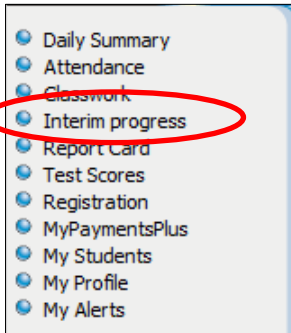 Daily Summary
Attendance
Classwork
Interim progress
Report Card
Test Scores
Registration
MyPaymentsPlus
My Students
My Profile
My Alerts